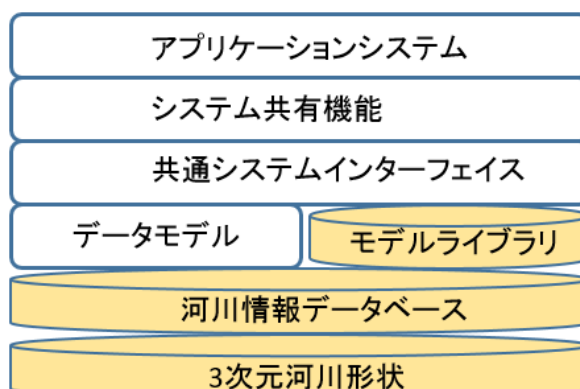 アプリケーションシステム
システム共有機能
共通システムインターフェイス
データモデル
モデルライブラリ
河川情報データベース
3次元河川形状